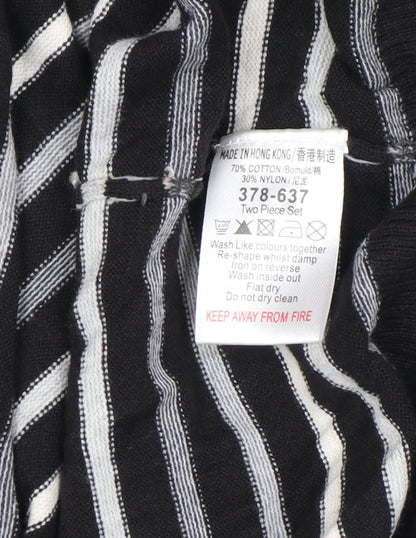 MADE IN HONG KONG/香港制造
70% COTTON/Bomuld/棉
30% NYLON/尼龙
378-637
Two Piece Set
Wash Like colours together
Re-shape whilst damp
Iron on reverse
Wash inside out
Flat dry
Do not dry clean
KEEP AWAY FROM FIRE